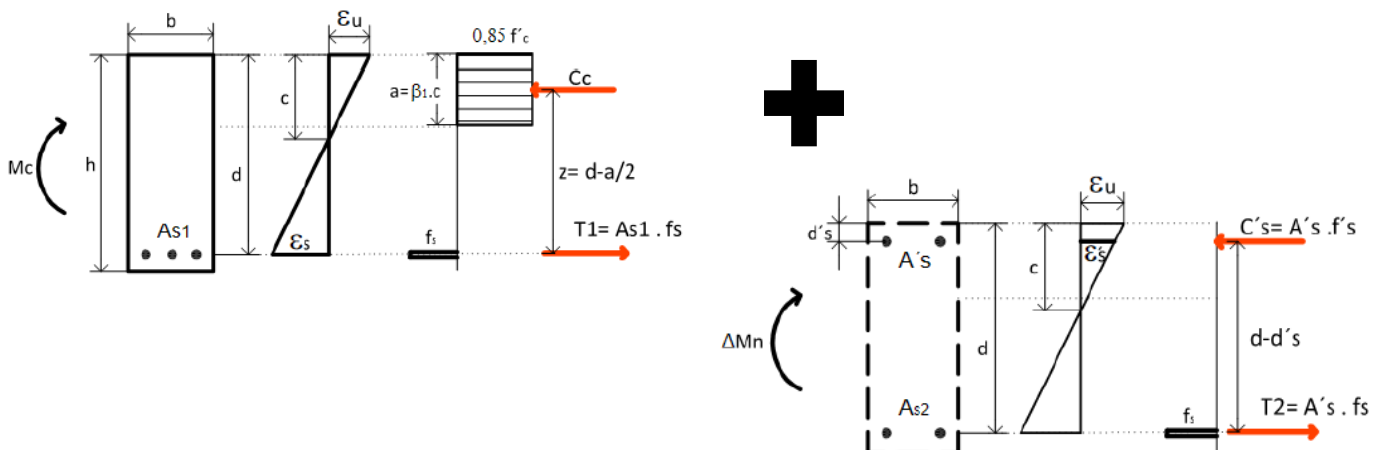 b
εu
0,85 f´c
Cc
a=β1.c
c
Mc
h
d
z= d-a/2
As1
εs
fs
T1= As1 . fs
b
εu
d´s
C´s= A´s . f´s
A´s
ε´s
c
ΔMn
d
d-d´s
As2
fs
T2= A´s . fs